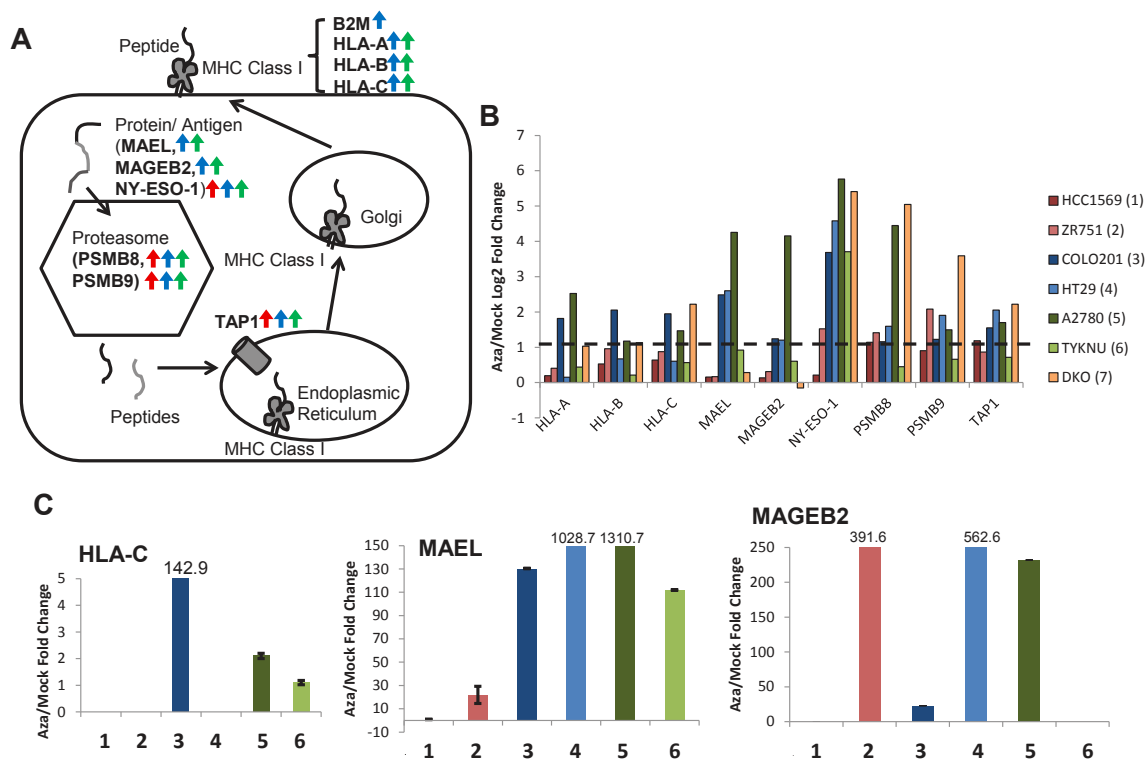 A
Peptide
MHC Class I
B2M
HLA-A
HLA-B
HLA-C
Protein/ Antigen
(MAEL,
MAGEB2,
NY-ESO-1)
Proteasome
(PSMB8,
PSMB9)
Peptides
TAP1
Endoplasmic
Reticulum
MHC Class I
MHC Class I
Golgi
B
Aza/Mock Log2 Fold Change
7
6
5
4
3
2
1
0
-1
HLA-A
HLA-B
HLA-C
MAEL
MAGEB2
NY-ESO-1
PSMB8
PSMB9
TAP1
HCC1569 (1)
ZR751 (2)
COLO201 (3)
HT29 (4)
A2780 (5)
TYKNU (6)
DKO (7)
C
HLA-C
142.9
Aza/Mock Fold Change
5
4
3
2
1
0
1 2 3 4 5 6
MAEL
1028.7 1310.7
Aza/Mock Fold Change
150
130
110
90
70
50
30
10
-10
1 2 3 4 5 6
MAGEB2
391.6 562.6
Aza/Mock Fold Change
250
200
150
100
50
0
1 2 3 4 5 6